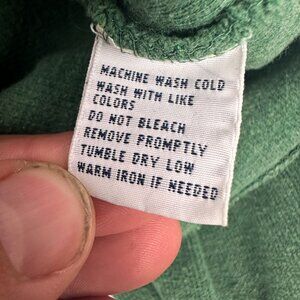 MACHINE WASH COLD
WASH WITH LIKE
COLORS
DO NOT BLEACH
REMOVE PROMPTLY
TUMBLE DRY LOW
WARM IRON IF NEEDED